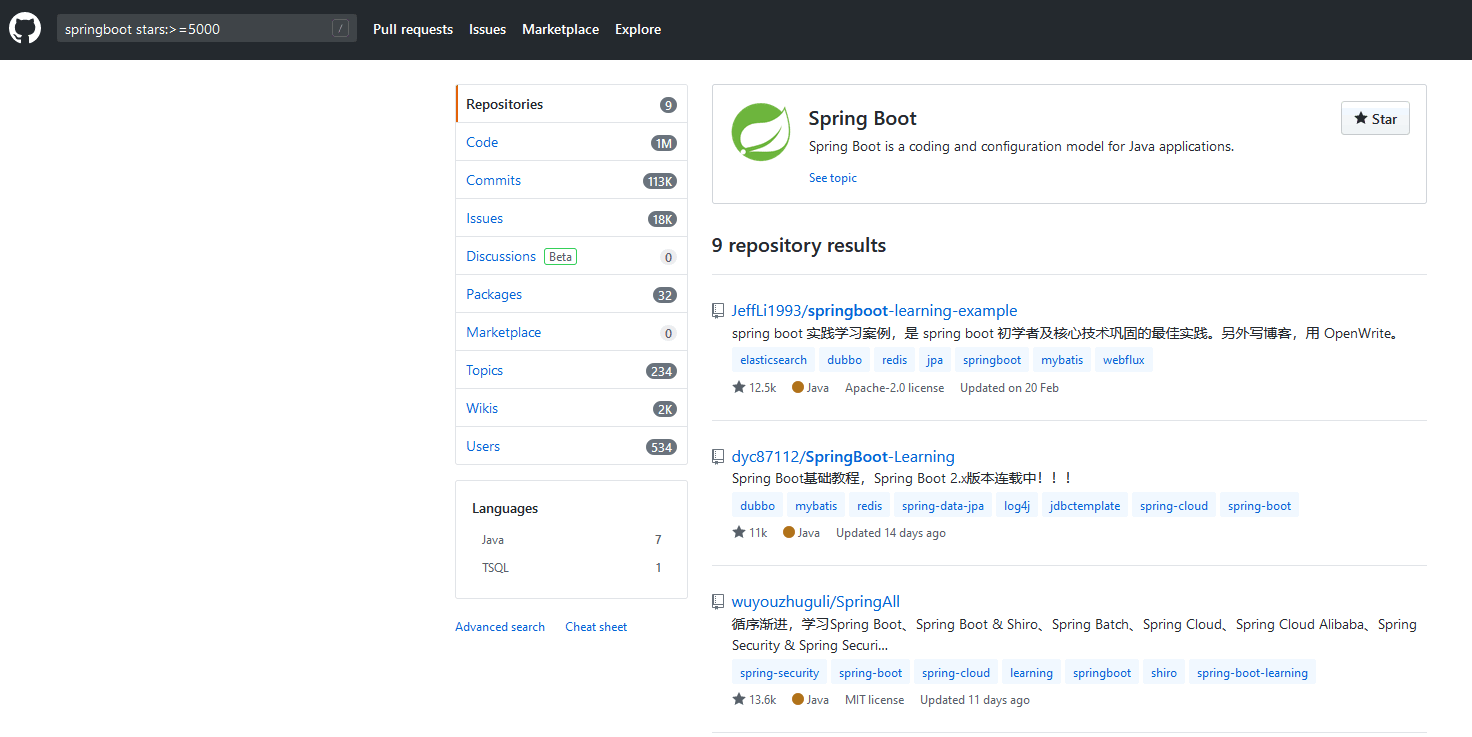 springboot stars:>=5000 / Pull requests Issues Marketplace Explore
Repositories 9
Code 1M
Commits 113K
Issues 18K
Discussions Beta 0
Packages 32
Marketplace 0
Topics 234
Wikis 2K
Users 534
Languages
Java 7
TSQL 1
Advanced search Cheat sheet
Spring Boot
Star
Spring Boot is a coding and configuration model for Java applications.
See topic
9 repository results
JeffLi1993/springboot-learning-example
spring boot 实践学习案例，是 spring boot 初学者及核心技术巩固的最佳实践。另外写博客，用 OpenWrite。
elasticsearch dubbo redis jpa springboot mybatis webflux
12.5k Java Apache-2.0 license Updated on 20 Feb
dyc87112/SpringBoot-Learning
Spring Boot基础教程，Spring Boot 2.x版本连载中！！！
dubbo mybatis redis spring-data-jpa log4j jdbctemplate spring-cloud spring-boot
11k Java Updated 14 days ago
wuyouzhuguli/SpringAll
循序渐进，学习Spring Boot、Spring Boot & Shiro、Spring Batch、Spring Cloud、Spring Cloud Alibaba、Spring
Security & Spring Securi...
spring-security spring-boot spring-cloud learning springboot shiro spring-boot-learning
13.6k Java MIT license Updated 11 days ago